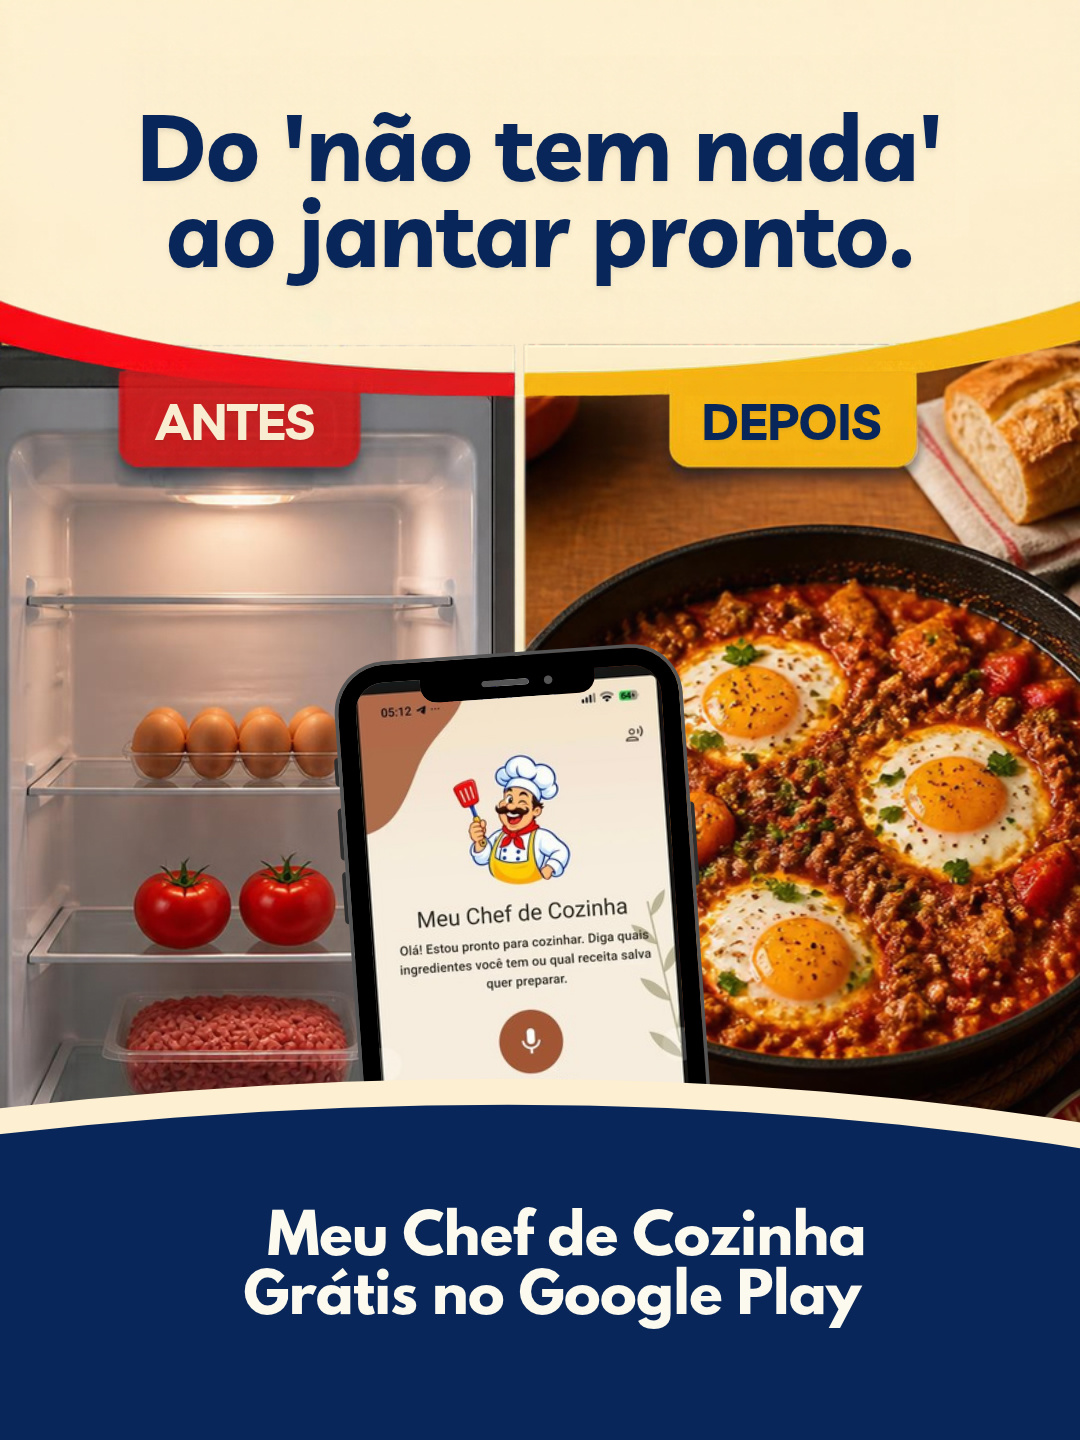 Do 'não tem nada'
ao jantar pronto.
ANTES
DEPOIS
05:12
64
Meu Chef de Cozinha
Olá! Estou pronto para cozinhar. Diga quais
ingredientes você tem ou qual receita salva
quer preparar.
Meu Chef de Cozinha
Grátis no Google Play